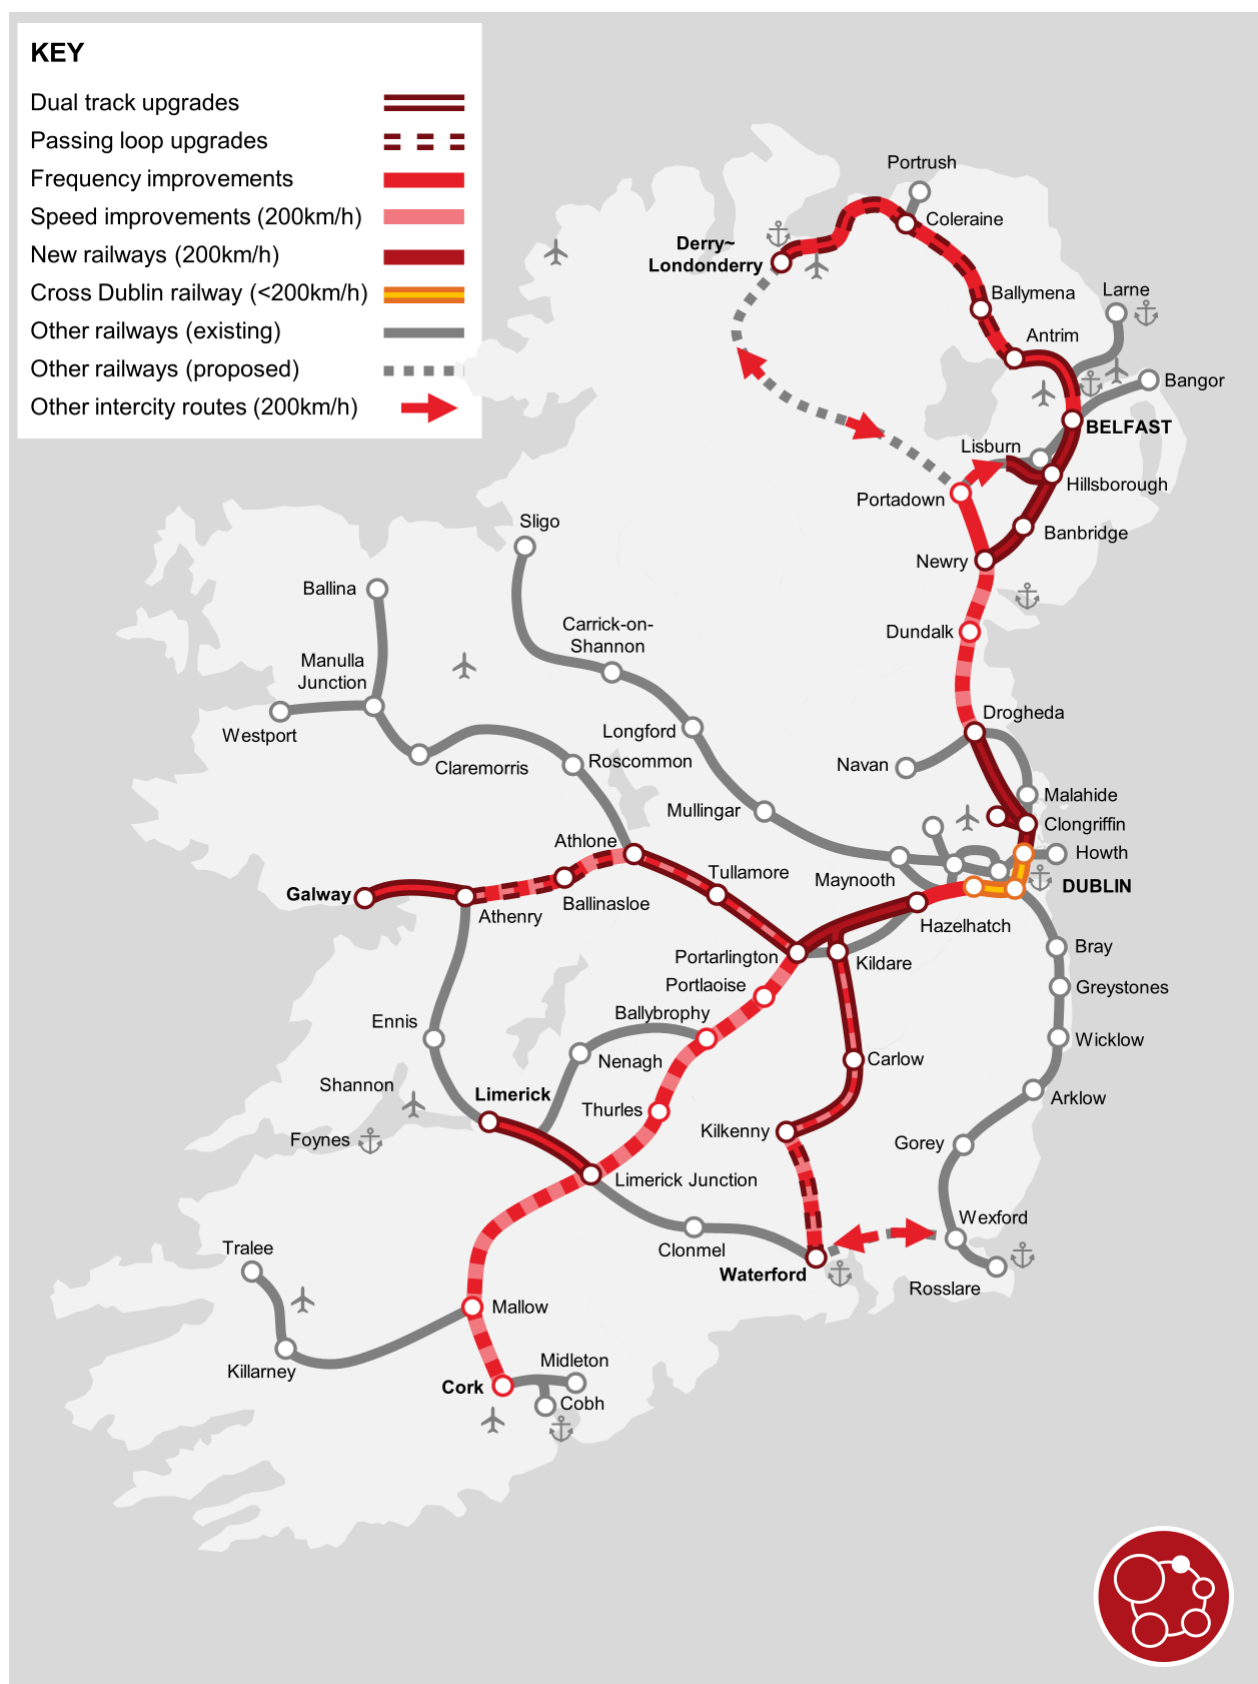 KEY
Dual track upgrades
Passing loop upgrades
Frequency improvements
Speed improvements (200km/h)
New railways (200km/h)
Cross Dublin railway (<200km/h)
Other railways (existing)
Other railways (proposed)
Other intercity routes (200km/h)
Portrush
Coleraine
Derry~
Londonderry
Ballymena
Larne
Antrim
Bangor
BELFAST
Lisburn
Hillsborough
Portadown
Banbridge
Newry
Sligo
Ballina
Carrick-on-
Shannon
Dundalk
Manulla
Junction
Westport
Longford
Drogheda
Claremorris
Roscommon
Navan
Malahide
Mullingar
Clongriffin
Athlone
Howth
Tullamore
Maynooth
DUBLIN
Galway
Ballinasloe
Athenry
Hazelhatch
Bray
Portarlington
Kildare
Portlaoise
Greystones
Ballybrophy
Ennis
Wicklow
Nenagh
Carlow
Shannon
Limerick
Arklow
Thurles
Kilkenny
Foynes
Gorey
Limerick Junction
Wexford
Tralee
Clonmel
Waterford
Rosslare
Mallow
Killarney
Midleton
Cork
Cobh